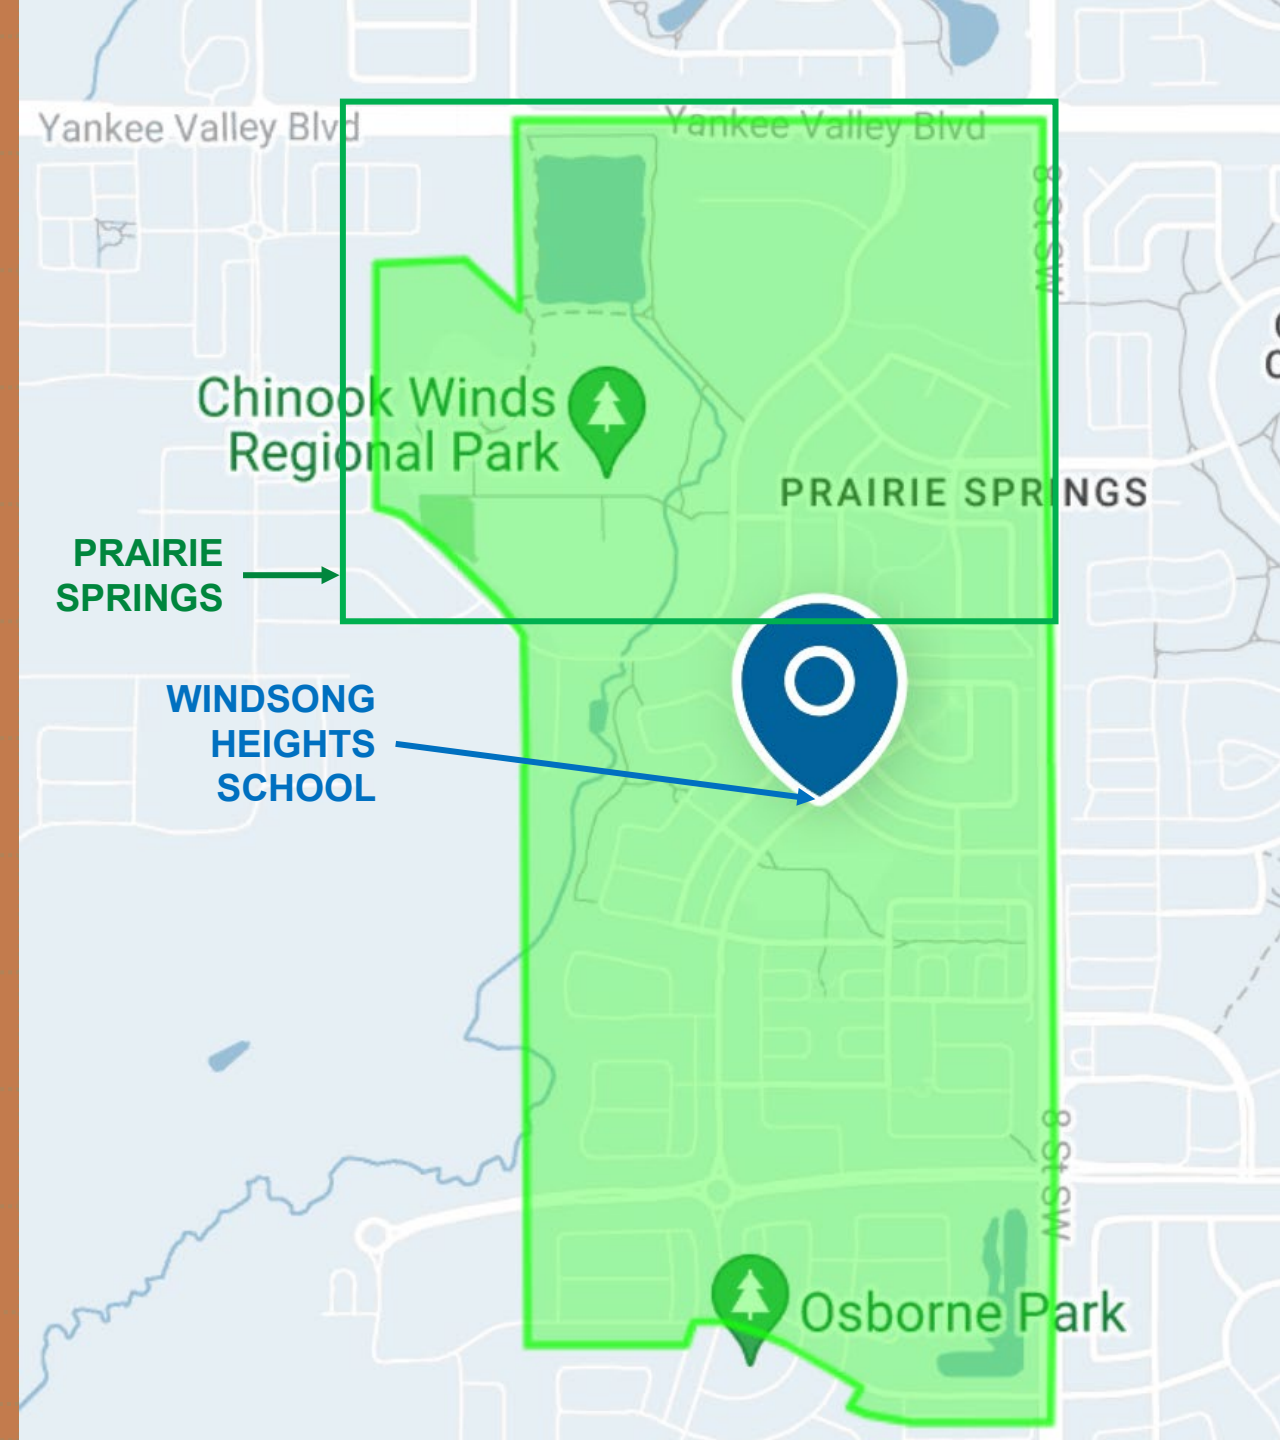 Yankee Valley Blvd
Yankee Valley Blvd
8 St SW
Chinook Winds
Regional Park
PRAIRIE SPRINGS
PRAIRIE
SPRINGS
WINDSONG
HEIGHTS
SCHOOL
8 St SW
Osborne Park